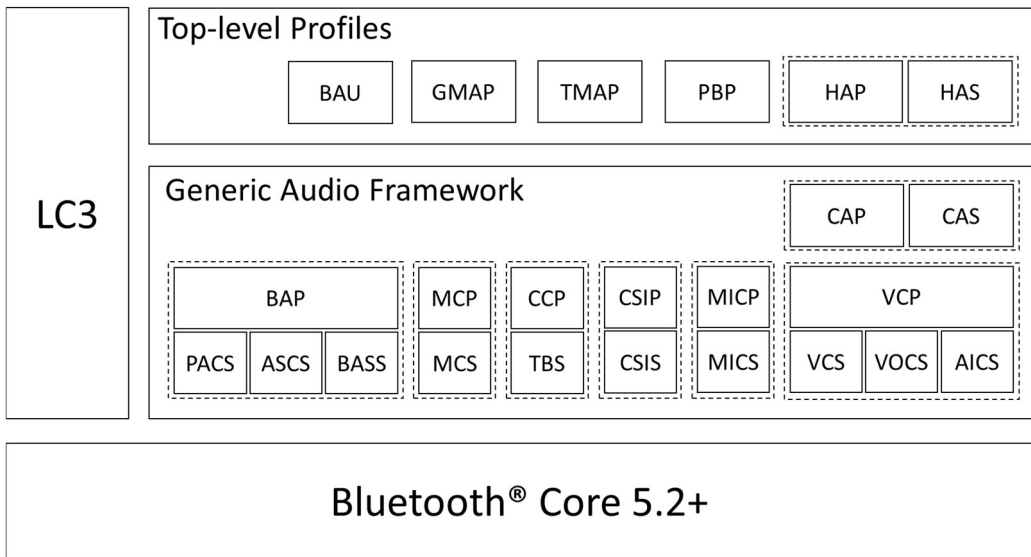 LC3
Top-level Profiles
BAU GMAP TMAP PBP HAP HAS
Generic Audio Framework
CAP CAS
BAP MCP CCP CSIP MICP VCP
PACS ASCS BASS MCS TBS CSIS MICS VCS VOCS AICS
Bluetooth® Core 5.2+